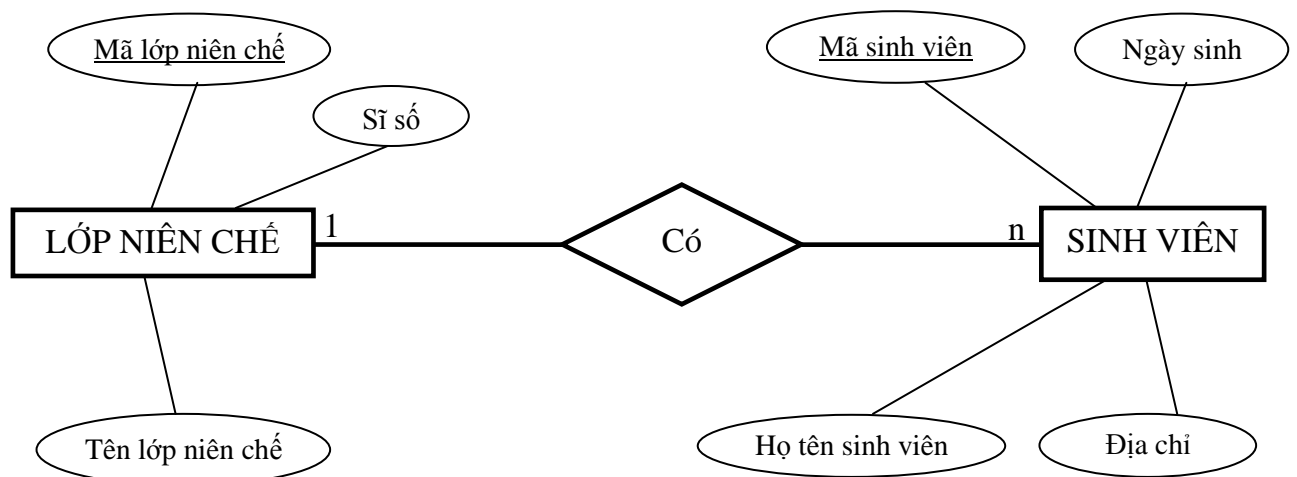 Mã lớp niên chế
Mã sinh viên
Ngày sinh
Sĩ số
LỚP NIÊN CHẾ
1
Có
n
SINH VIÊN
Tên lớp niên chế
Họ tên sinh viên
Địa chỉ